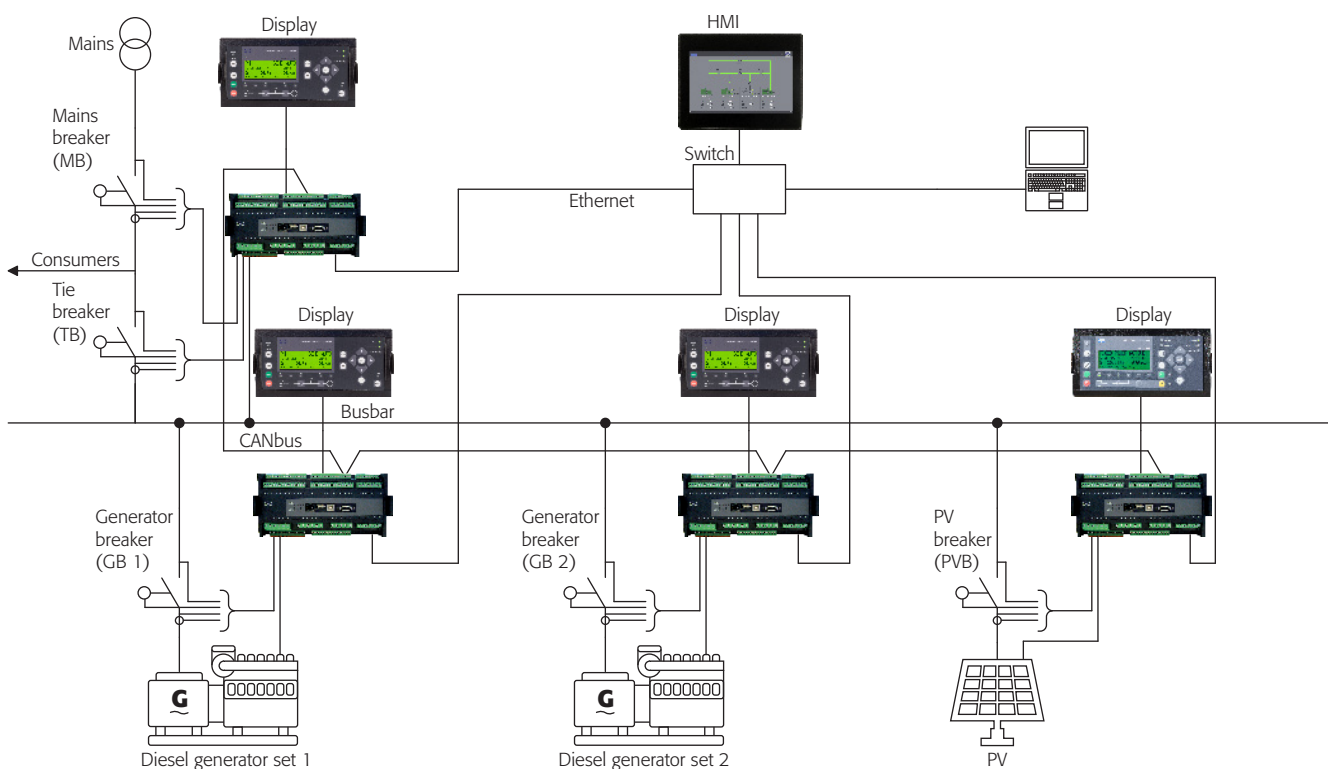 Display
HMI
Mains
Mains
breaker
(MB)
Switch
Ethernet
Consumers
Tie
breaker
(TB)
Display
Display
Display
Busbar
CANbus
Generator
breaker
(GB 1)
Generator
breaker
(GB 2)
PV
breaker
(PVB)
G
G
Diesel generator set 1
Diesel generator set 2
PV